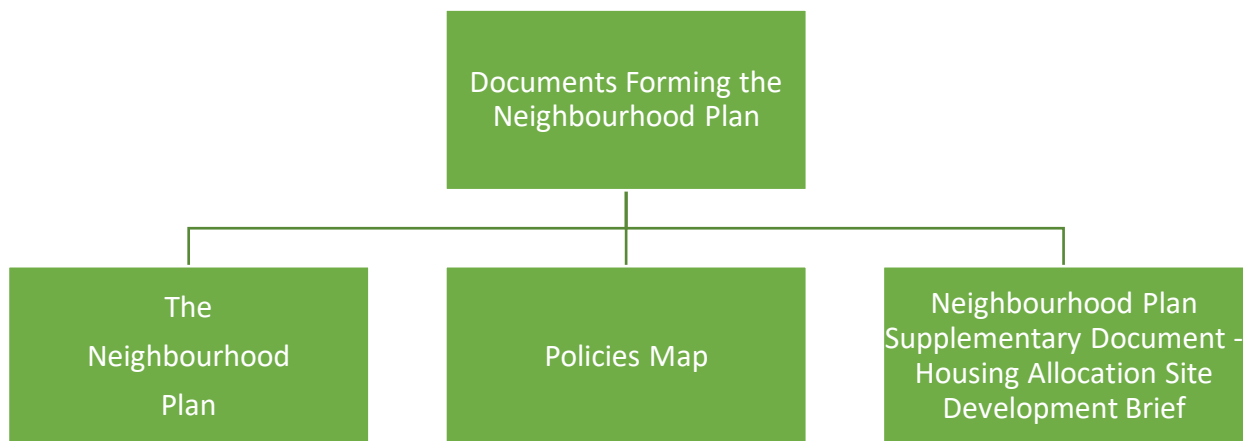 Documents Forming the
Neighbourhood Plan
The
Neighbourhood
Plan
Policies Map
Neighbourhood Plan
Supplementary Document -
Housing Allocation Site
Development Brief